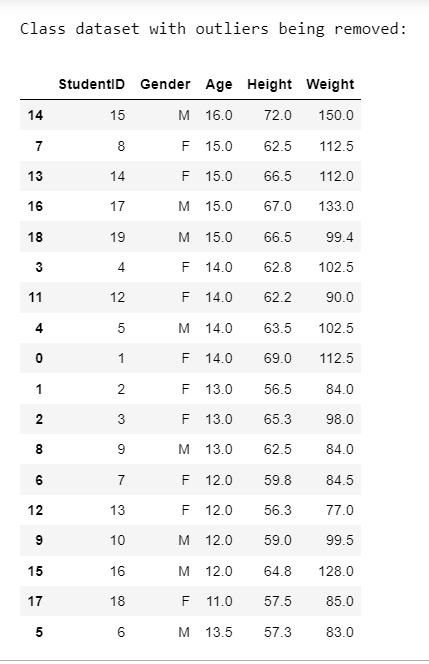 Class dataset with outliers being removed:
StudentID Gender Age Height Weight
14 15 M 16.0 72.0 150.0
7 8 F 15.0 62.5 112.5
13 14 F 15.0 66.5 112.0
16 17 M 15.0 67.0 133.0
18 19 M 15.0 66.5 99.4
3 4 F 14.0 62.8 102.5
11 12 F 14.0 62.2 90.0
4 5 M 14.0 63.5 102.5
0 1 F 14.0 69.0 112.5
1 2 F 13.0 56.5 84.0
2 3 F 13.0 65.3 98.0
8 9 M 13.0 62.5 84.0
6 7 F 12.0 59.8 84.5
12 13 F 12.0 56.3 77.0
9 10 M 12.0 59.0 99.5
15 16 M 12.0 64.8 128.0
17 18 F 11.0 57.5 85.0
5 6 M 13.5 57.3 83.0